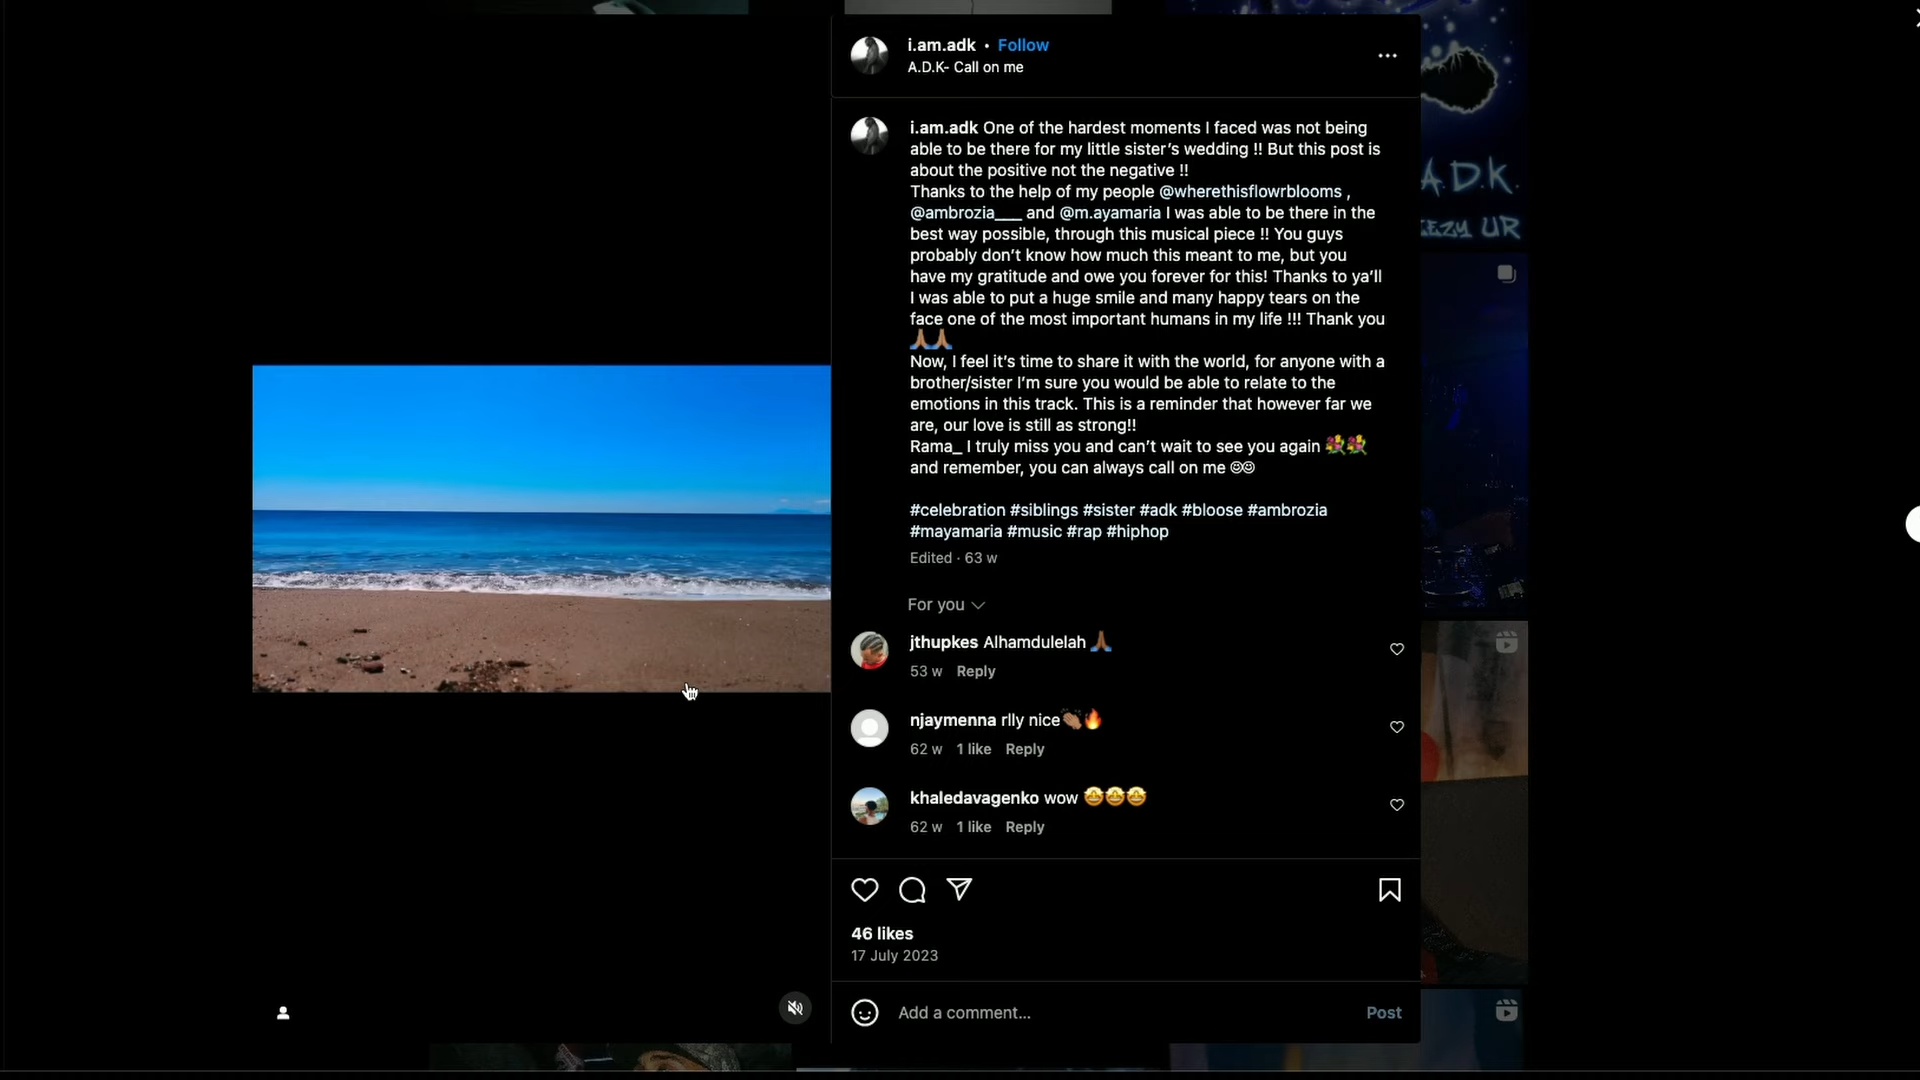 i.am.adk • Follow
A.D.K- Call on me
i.am.adk One of the hardest moments I faced was not being
able to be there for my little sister’s wedding !! But this post is
about the positive not the negative !!
Thanks to the help of my people @wherethisflowrblooms ,
@ambrozia___ and @m.ayamaria I was able to be there in the
best way possible, through this musical piece !! You guys
probably don’t know how much this meant to me, but you
have my gratitude and owe you forever for this! Thanks to ya’ll
I was able to put a huge smile and many happy tears on the
face one of the most important humans in my life !!! Thank you
🙏🏽🙏🏽
Now, I feel it’s time to share it with the world, for anyone with a
brother/sister I’m sure you would be able to relate to the
emotions in this track. This is a reminder that however far we
are, our love is still as strong!!
Rama_ I truly miss you and can’t wait to see you again 💐💐
and remember, you can always call on me
#celebration #siblings #sister #adk #bloose #ambrozia
#mayamaria #music #rap #hiphop
Edited · 63 w
For you
jthupkes Alhamdulelah 🙏🏾
53 w Reply
njaymenna rlly nice👏🏽🔥
62 w 1 like Reply
khaledavagenko wow 🤩🤩🤩
62 w 1 like Reply
46 likes
17 July 2023
Add a comment... Post
A.D.K.
EEZY UR